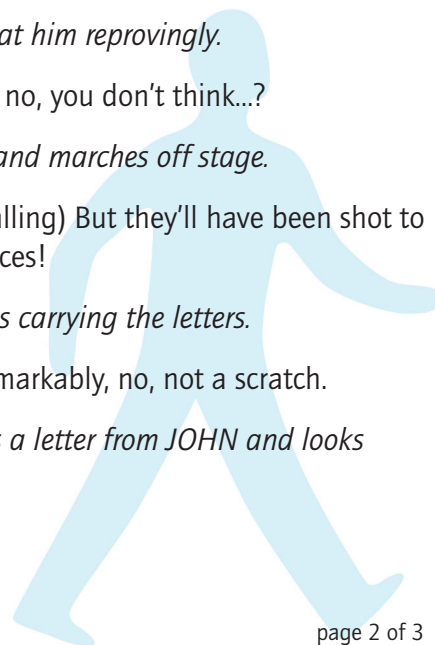 at him reprovingly.
no, you don't think...?
and marches off stage.
lling) But they'll have been shot to
ces!
s carrying the letters.
markably, no, not a scratch.
s a letter from JOHN and looks
page 2 of 3